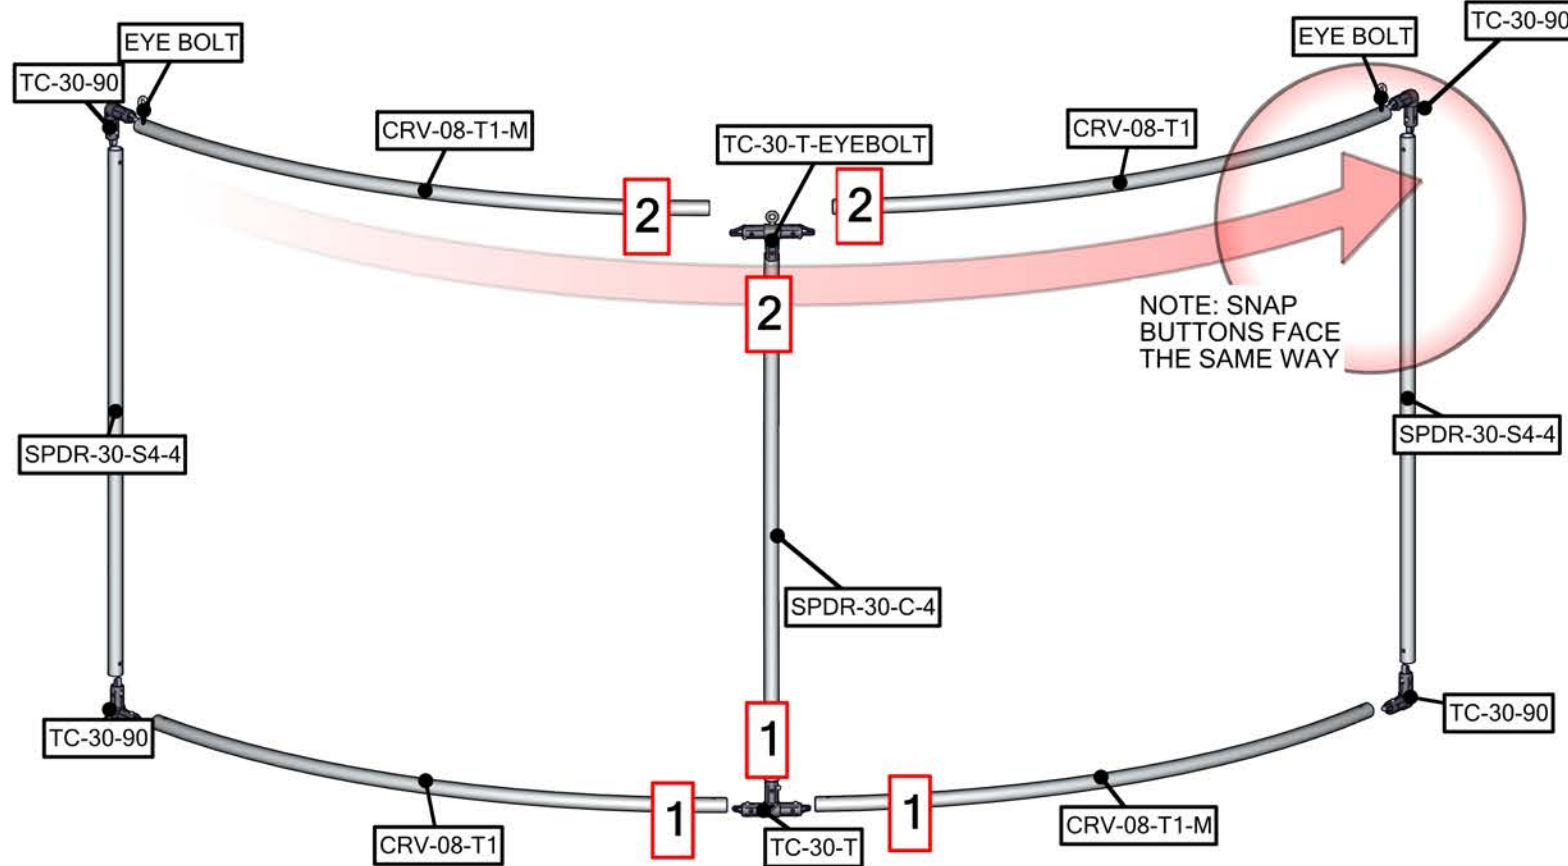 EYE BOLT
EYE BOLT
TC-30-90
TC-30-90
CRV-08-T1-M
TC-30-T-EYEBOLT
CRV-08-T1
2
2
2
NOTE: SNAP
BUTTONS FACE
THE SAME WAY
SPDR-30-S4-4
SPDR-30-S4-4
SPDR-30-C-4
1
TC-30-90
TC-30-90
1
1
CRV-08-T1
TC-30-T
CRV-08-T1-M